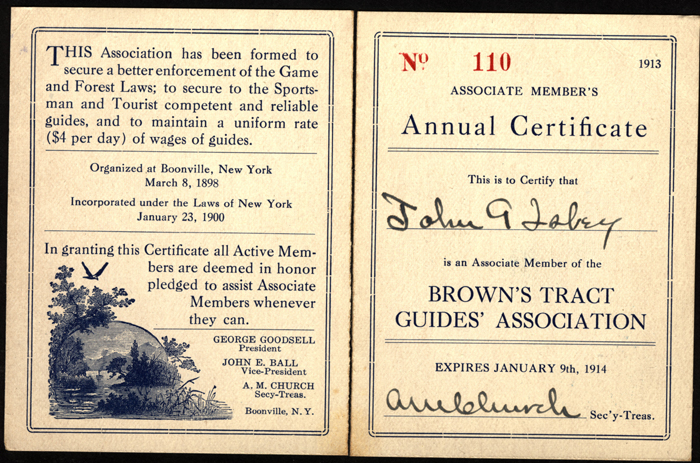 THIS Association has been formed to
secure a better enforcement of the Game
and Forest Laws; to secure to the Sports-
man and Tourist competent and reliable
guides, and to maintain a uniform rate
($4 per day) of wages of guides.
Organized at Boonville, New York
March 8, 1898
Incorporated under the Laws of New York
January 23, 1900
In granting this Certificate all Active Mem-
bers are deemed in honor
pledged to assist Associate
Members whenever
they can.
GEORGE GOODSELL
President
JOHN E. BALL
Vice-President
A. M. CHURCH
Secy-Treas.
Boonville, N. Y.
No 110 1913
ASSOCIATE MEMBER'S
Annual Certificate
This is to Certify that
John G
is an Associate Member of the
BROWN'S TRACT
GUIDES' ASSOCIATION
EXPIRES JANUARY 9th, 1914
A M Church Sec'y-Treas.